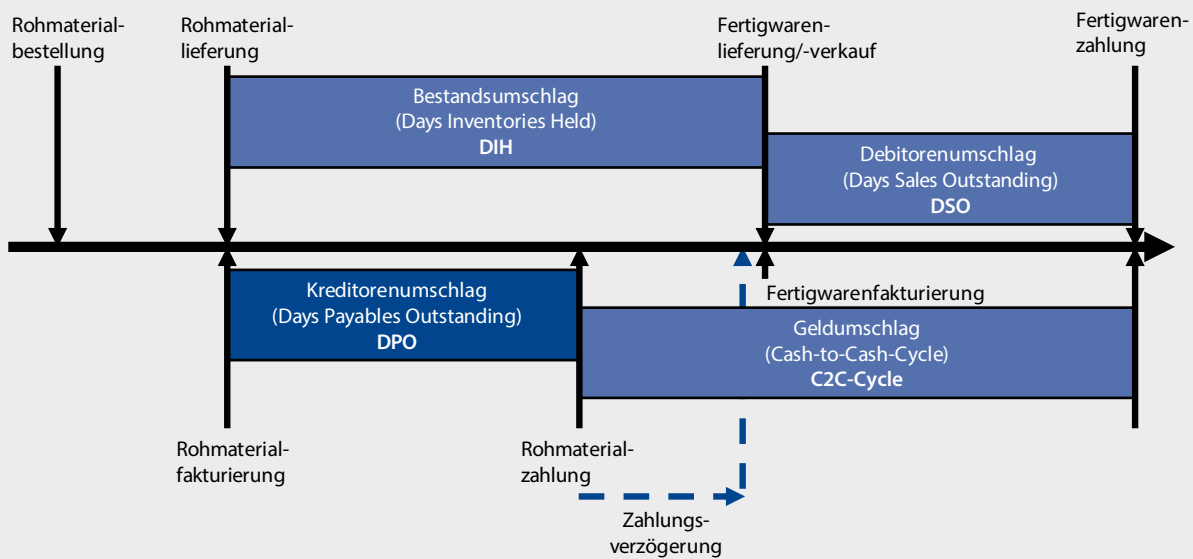 Rohmaterial-
bestellung
Rohmaterial-
lieferung
Fertigwaren-
lieferung/-verkauf
Fertigwaren-
zahlung
Bestandsumschlag
(Days Inventories Held)
DIH
Debitorenumschlag
(Days Sales Outstanding)
DSO
Kreditorenumschlag
(Days Payables Outstanding)
DPO
Fertigwarenfakturierung
Geldumschlag
(Cash-to-Cash-Cycle)
C2C-Cycle
Rohmaterial-
fakturierung
Rohmaterial-
zahlung
Zahlungs-
verzögerung